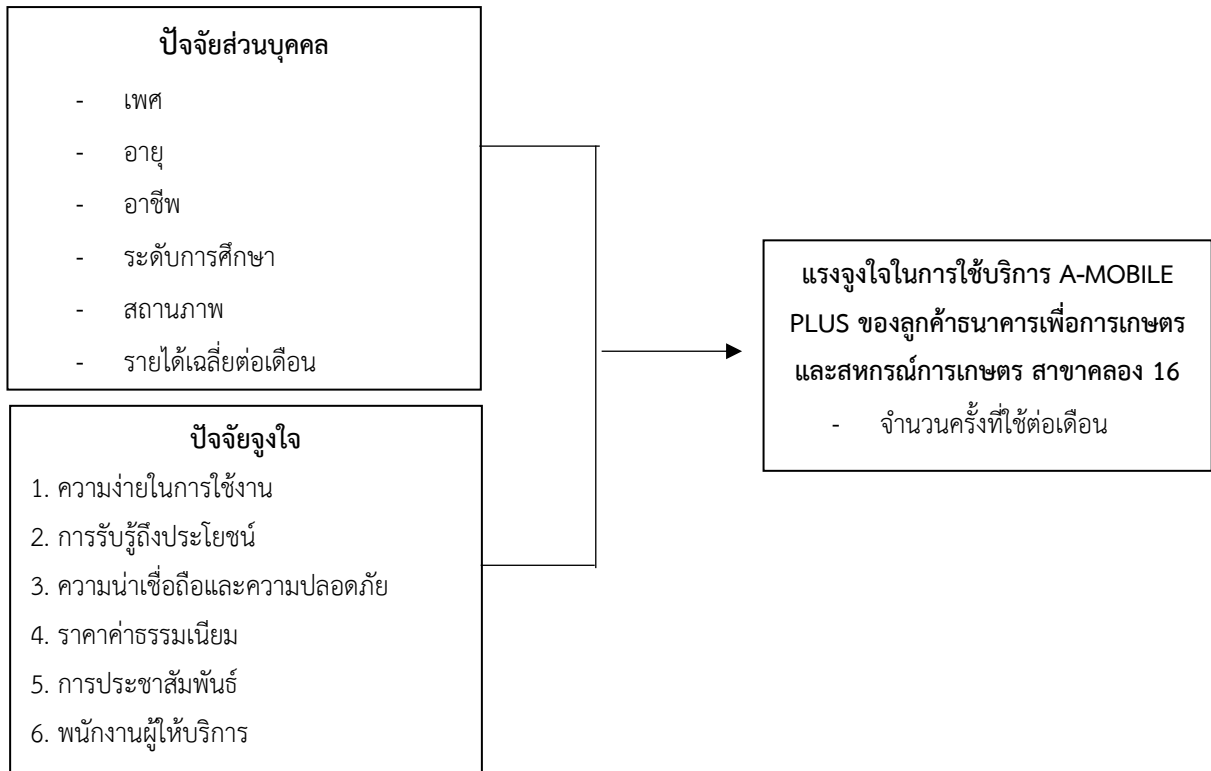 ปัจจัยส่วนบุคคล
- เพศ
- อายุ
- อาชีพ
- ระดับการศึกษา
- สถานภาพ
- รายได้เฉลี่ยต่อเดือน
ปัจจัยจูงใจ
1. ความง่ายในการใช้งาน
2. การรับรู้ถึงประโยชน์
3. ความน่าเชื่อถือและความปลอดภัย
4. ราคาค่าธรรมเนียม
5. การประชาสัมพันธ์
6. พนักงานผู้ให้บริการ
แรงจูงใจในการใช้บริการ A-MOBILE
PLUS ของลูกค้าธนาคารเพื่อการเกษตร
และสหกรณ์การเกษตร สาขาคลอง 16
- จำนวนครั้งที่ใช้ต่อเดือน